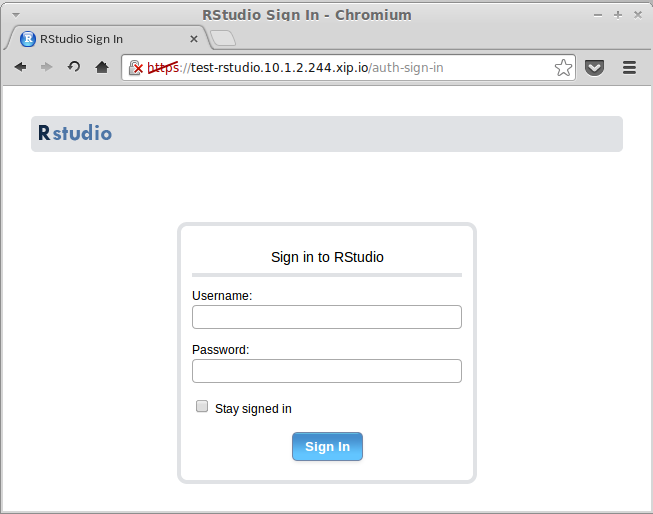 RStudio Sign In - Chromium
RStudio Sign In
https://test-rstudio.10.1.2.244.xip.io/auth-sign-in
Rstudio
Sign in to RStudio
Username:
Password:
Stay signed in
Sign In